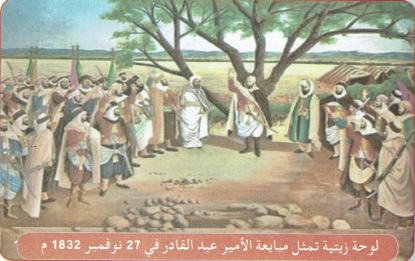 لوحة زيتية تمثل مبايعة الأمير عبد القادر في 27 نوفمبر 1832 م